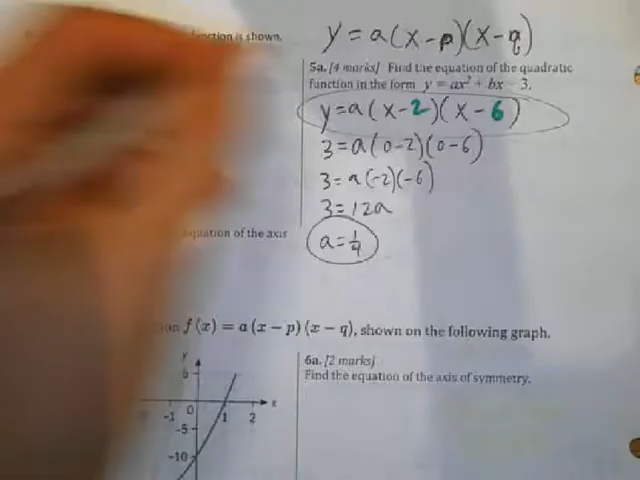 function is shown.
y = a(x-p)(x-q)
5a. [4 marks] Find the equation of the quadratic
function in the form y = ax² + bx - 3.
y=a(x-2)(x-6)
3=a(0-2)(0-6)
3=a(-2)(-6)
3=12a
equation of the axis
a=1/4
f(x) = a(x - p)(x - q), shown on the following graph.
6a. [2 marks]
Find the equation of the axis of symmetry.
y
-1 0 1 2 x
-5
-10